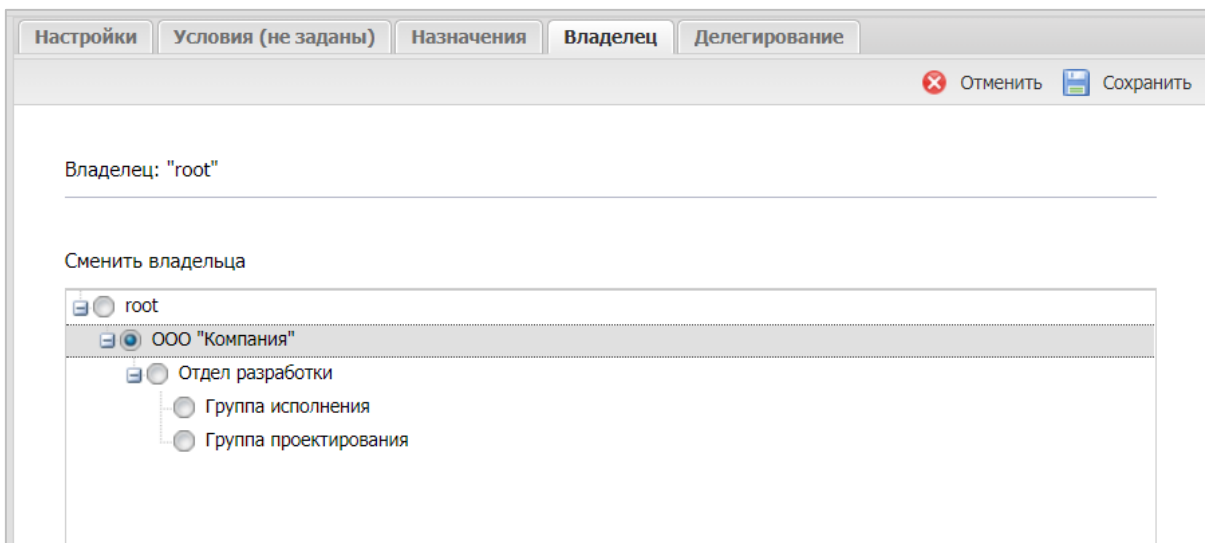 Настройки Условия (не заданы) Назначения Владелец Делегирование
Отменить Сохранить
Владелец: "root"
Сменить владельца
root
ООО "Компания"
Отдел разработки
Группа исполнения
Группа проектирования